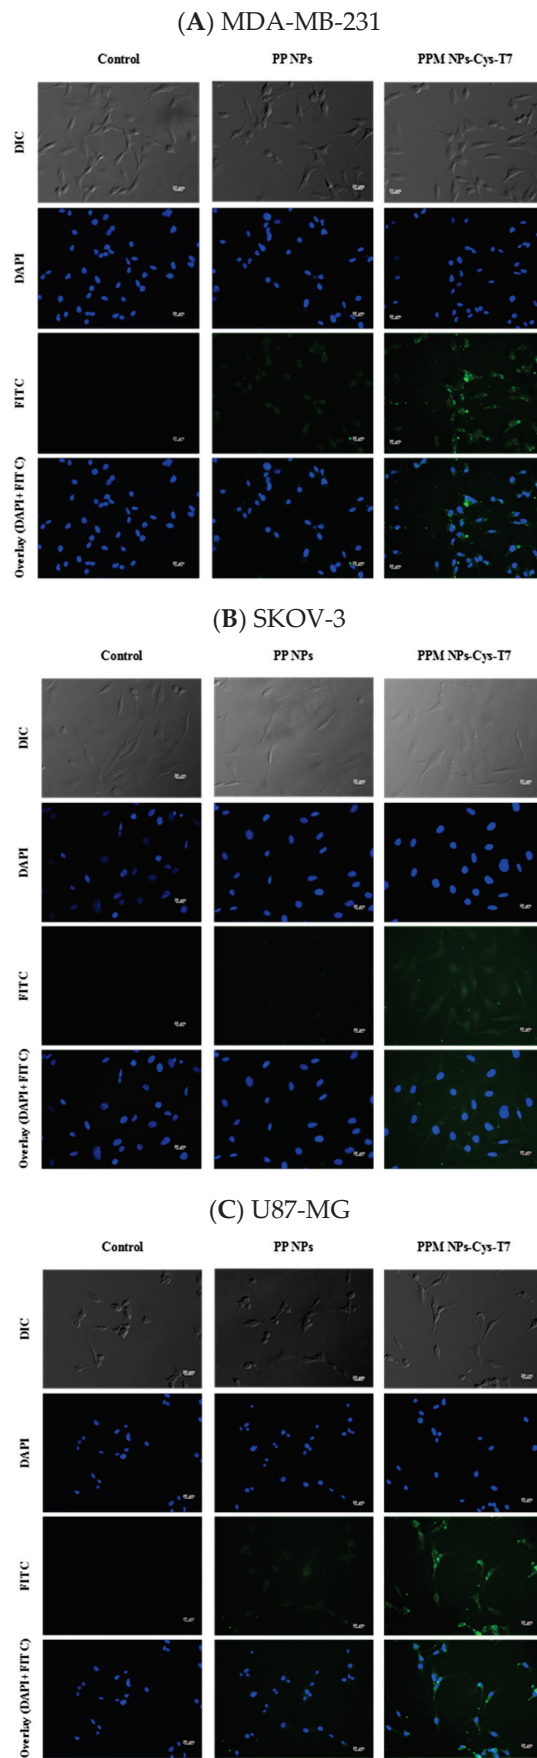 (A) MDA-MB-231
Control PP NPs PPM NPs-Cys-T7
DIC
DAPI
FITC
Overlay (DAPI+FITC)
(B) SKOV-3
Control PP NPs PPM NPs-Cys-T7
DIC
DAPI
FITC
Overlay (DAPI+FITC)
(C) U87-MG
Control PP NPs PPM NPs-Cys-T7
DIC
DAPI
FITC
Overlay (DAPI+FITC)